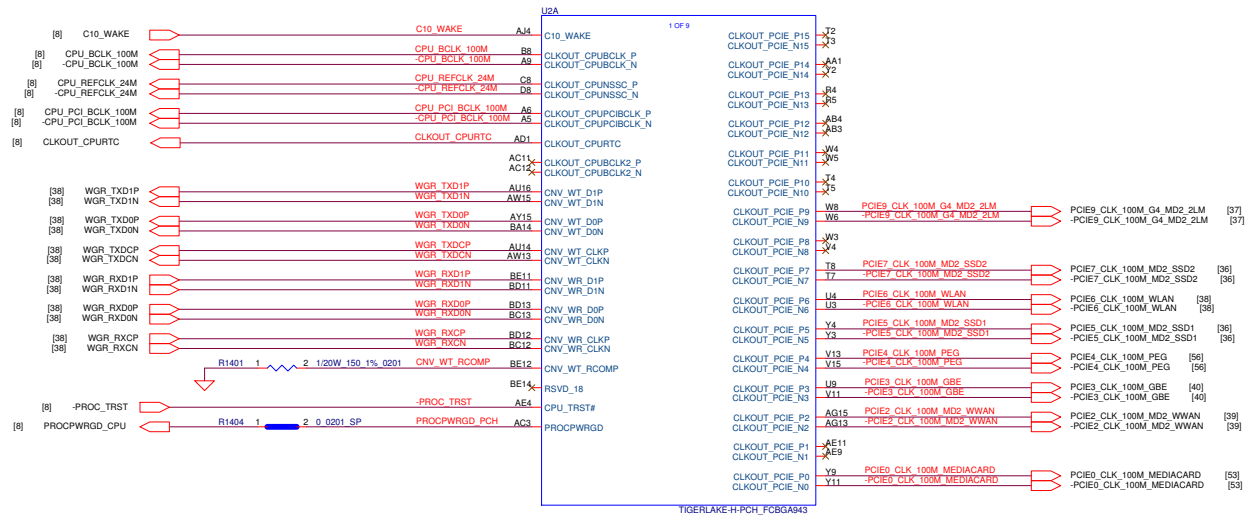 U2A
1 OF 9
[8] C10_WAKE C10_WAKE AJ4 C10_WAKE
[8] CPU_BCLK_100M CPU_BCLK_100M B8 CLKOUT_CPUBCLK_P
[8] -CPU_BCLK_100M -CPU_BCLK_100M A9 CLKOUT_CPUBCLK_N
[8] CPU_REFCLK_24M CPU_REFCLK_24M C8 CLKOUT_CPUNSSC_P
[8] -CPU_REFCLK_24M -CPU_REFCLK_24M D8 CLKOUT_CPUNSSC_N
[8] CPU_PCI_BCLK_100M CPU_PCI_BCLK_100M A6 CLKOUT_CPUPCIBCLK_P
[8] -CPU_PCI_BCLK_100M -CPU_PCI_BCLK_100M A5 CLKOUT_CPUPCIBCLK_N
[8] CLKOUT_CPURTC CLKOUT_CPURTC AD1 CLKOUT_CPURTC
AC11 CLKOUT_CPUBCLK2_P
AC12 CLKOUT_CPUBCLK2_N
[38] WGR_TXD1P WGR_TXD1P AU16 CNV_WT_D1P
[38] WGR_TXD1N WGR_TXD1N AW15 CNV_WT_D1N
[38] WGR_TXD0P WGR_TXD0P AY15 CNV_WT_D0P
[38] WGR_TXD0N WGR_TXD0N BA14 CNV_WT_D0N
[38] WGR_TXDCP WGR_TXDCP AU14 CNV_WT_CLKP
[38] WGR_TXDCN WGR_TXDCN AW13 CNV_WT_CLKN
[38] WGR_RXD1P WGR_RXD1P BE11 CNV_WR_D1P
[38] WGR_RXD1N WGR_RXD1N BD11 CNV_WR_D1N
[38] WGR_RXD0P WGR_RXD0P BD13 CNV_WR_D0P
[38] WGR_RXD0N WGR_RXD0N BC13 CNV_WR_D0N
[38] WGR_RXCP WGR_RXCP BD12 CNV_WR_CLKP
[38] WGR_RXCN WGR_RXCN BC12 CNV_WR_CLKN
R1401 1 2 1/20W_150_1%_0201 CNV_WT_RCOMP BE12 CNV_WT_RCOMP
BE14 RSVD_18
[8] -PROC_TRST -PROC_TRST AE4 CPU_TRST#
[8] PROCPWRGD_CPU R1404 1 2 0_0201_SP PROCPWRGD_PCH AC3 PROCPWRGD
CLKOUT_PCIE_P15 T2
CLKOUT_PCIE_N15 T3
CLKOUT_PCIE_P14 AA1
CLKOUT_PCIE_N14 Y2
CLKOUT_PCIE_P13 R4
CLKOUT_PCIE_N13 R5
CLKOUT_PCIE_P12 AB4
CLKOUT_PCIE_N12 AB3
CLKOUT_PCIE_P11 W4
CLKOUT_PCIE_N11 W5
CLKOUT_PCIE_P10 T4
CLKOUT_PCIE_N10 T5
CLKOUT_PCIE_P9 W8 PCIE9_CLK_100M_G4_MD2_2LM PCIE9_CLK_100M_G4_MD2_2LM [37]
CLKOUT_PCIE_N9 W6 -PCIE9_CLK_100M_G4_MD2_2LM -PCIE9_CLK_100M_G4_MD2_2LM [37]
CLKOUT_PCIE_P8 W3
CLKOUT_PCIE_N8 V4
CLKOUT_PCIE_P7 T8 PCIE7_CLK_100M_MD2_SSD2 PCIE7_CLK_100M_MD2_SSD2 [36]
CLKOUT_PCIE_N7 T7 -PCIE7_CLK_100M_MD2_SSD2 -PCIE7_CLK_100M_MD2_SSD2 [36]
CLKOUT_PCIE_P6 U4 PCIE6_CLK_100M_WLAN PCIE6_CLK_100M_WLAN [38]
CLKOUT_PCIE_N6 U3 -PCIE6_CLK_100M_WLAN -PCIE6_CLK_100M_WLAN [38]
CLKOUT_PCIE_P5 Y4 PCIE5_CLK_100M_MD2_SSD1 PCIE5_CLK_100M_MD2_SSD1 [36]
CLKOUT_PCIE_N5 Y3 -PCIE5_CLK_100M_MD2_SSD1 -PCIE5_CLK_100M_MD2_SSD1 [36]
CLKOUT_PCIE_P4 V13 PCIE4_CLK_100M_PEG PCIE4_CLK_100M_PEG [56]
CLKOUT_PCIE_N4 V15 -PCIE4_CLK_100M_PEG -PCIE4_CLK_100M_PEG [56]
CLKOUT_PCIE_P3 U9 PCIE3_CLK_100M_GBE PCIE3_CLK_100M_GBE [40]
CLKOUT_PCIE_N3 V11 -PCIE3_CLK_100M_GBE -PCIE3_CLK_100M_GBE [40]
CLKOUT_PCIE_P2 AG15 PCIE2_CLK_100M_MD2_WWAN PCIE2_CLK_100M_MD2_WWAN [39]
CLKOUT_PCIE_N2 AG13 -PCIE2_CLK_100M_MD2_WWAN -PCIE2_CLK_100M_MD2_WWAN [39]
CLKOUT_PCIE_P1 AE11
CLKOUT_PCIE_N1 AE9
CLKOUT_PCIE_P0 Y9 PCIE0_CLK_100M_MEDIACARD PCIE0_CLK_100M_MEDIACARD [53]
CLKOUT_PCIE_N0 Y11 -PCIE0_CLK_100M_MEDIACARD -PCIE0_CLK_100M_MEDIACARD [53]
TIGERLAKE-H-PCH_FCBGA943